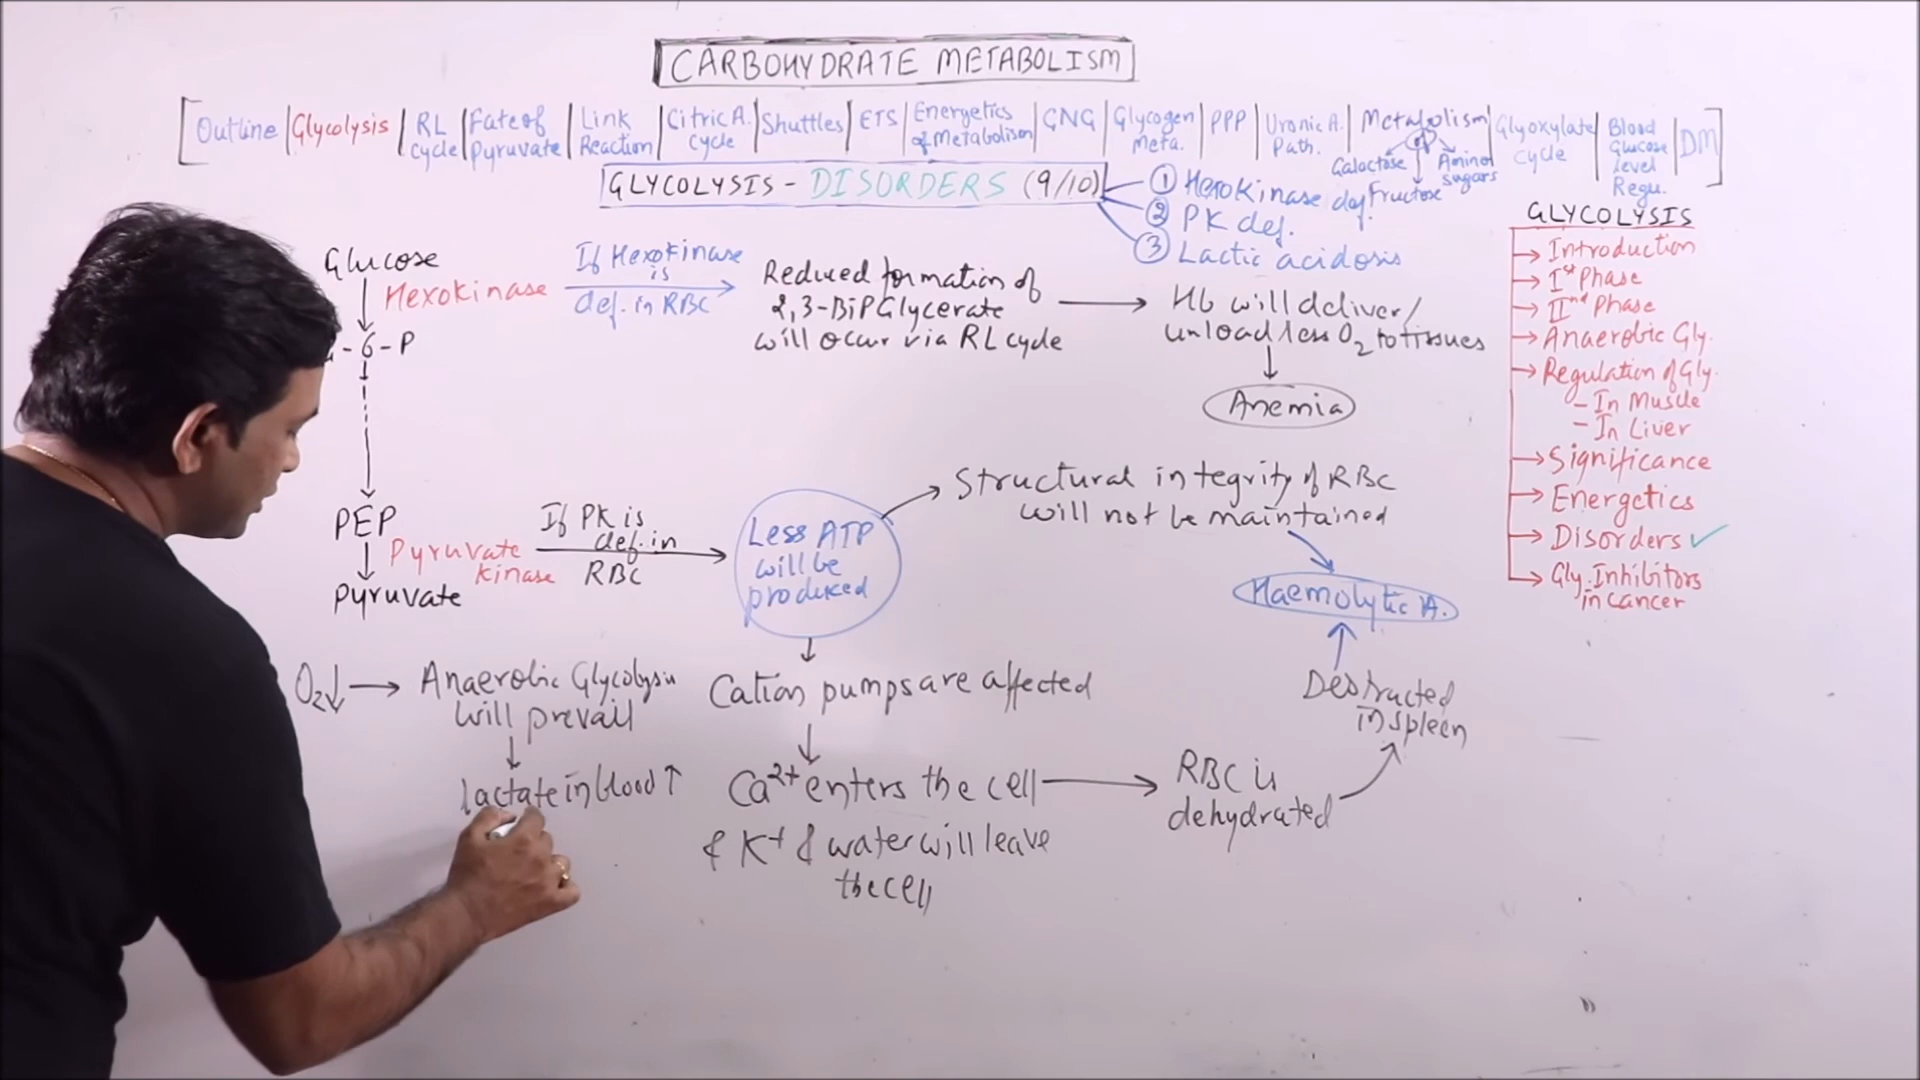 CARBOHYDRATE METABOLISM
Outline | Glycolysis | RL cycle | Fate of Pyruvate | Link Reaction | Citric A. cycle | Shuttles | ETS | Energetics of Metabolism | GNG | Glycogen Meta. | PPP | Uronic A. Path. | Metabolism | Glyoxylate cycle | Blood Glucose level Regu. | DM
Galactose
Fructose
Amino sugars
GLYCOLYSIS - DISORDERS (9/10)
① Hexokinase def.
② PK def.
③ Lactic acidosis
Glucose
Hexokinase
-6-P
If Hexokinase
is
def. in RBC
Reduced formation of
2,3-BiPGlycerate
will occur via RL cycle
Hb will deliver/
unload less O2 to tissues
Anemia
PEP
Pyruvate
kinase
Pyruvate
If PK is
def. in
RBC
Less ATP
will be
produced
Structural integrity of RBC
will not be maintained
Haemolytic A.
Cation pumps are affected
Ca2+ enters the cell
& K+ & water will leave
the cell
RBC is
dehydrated
Destructed
in spleen
O2↓ → Anaerobic Glycolysis
will prevail
lactate in blood ↑
GLYCOLYSIS
Introduction
Ist Phase
IInd Phase
Anaerobic Gly.
Regulation of Gly.
- In Muscle
- In Liver
Significance
Energetics
Disorders ✓
Gly. Inhibitors
in cancer